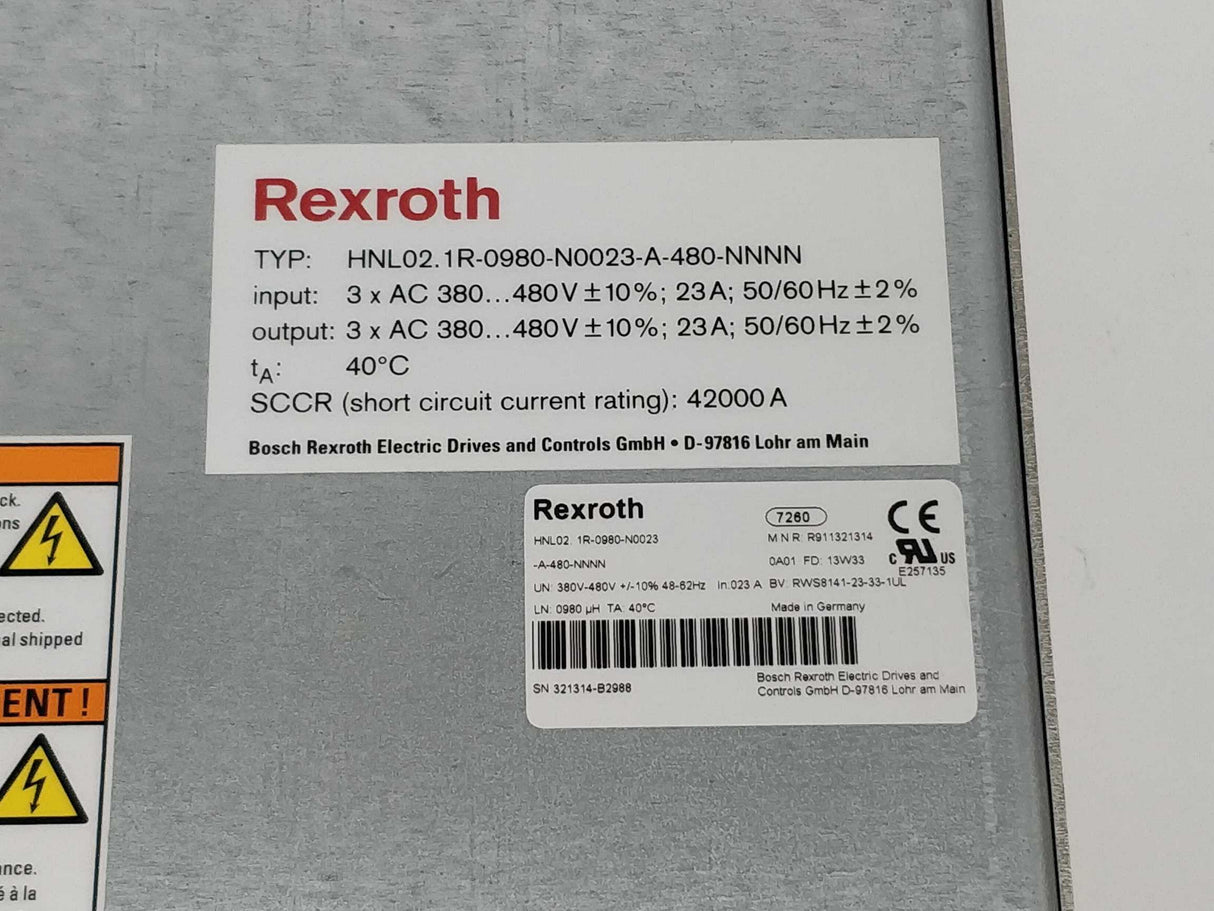 Rexroth
TYP: HNL02.1R-0980-N0023-A-480-NNNN
input: 3 x AC 380...480V ±10%; 23A; 50/60Hz ±2%
output: 3 x AC 380...480V ±10%; 23A; 50/60Hz ±2%
tA: 40°C
SCCR (short circuit current rating): 42000 A
Bosch Rexroth Electric Drives and Controls GmbH • D-97816 Lohr am Main
Rexroth
7260
CE
HNL02. 1R-0980-N0023
MNR: R911321314
-A-480-NNNN
0A01 FD: 13W33
c RU US
E257135
UN: 380V-480V +/-10% 48-62Hz In:023 A BV: RWS8141-23-33-1UL
LN: 0980 µH TA: 40°C
Made in Germany
SN 321314-B2988
Bosch Rexroth Electric Drives and
Controls GmbH D-97816 Lohr am Main
ck.
ons
ected.
al shipped
ENT !
ance.
é à la